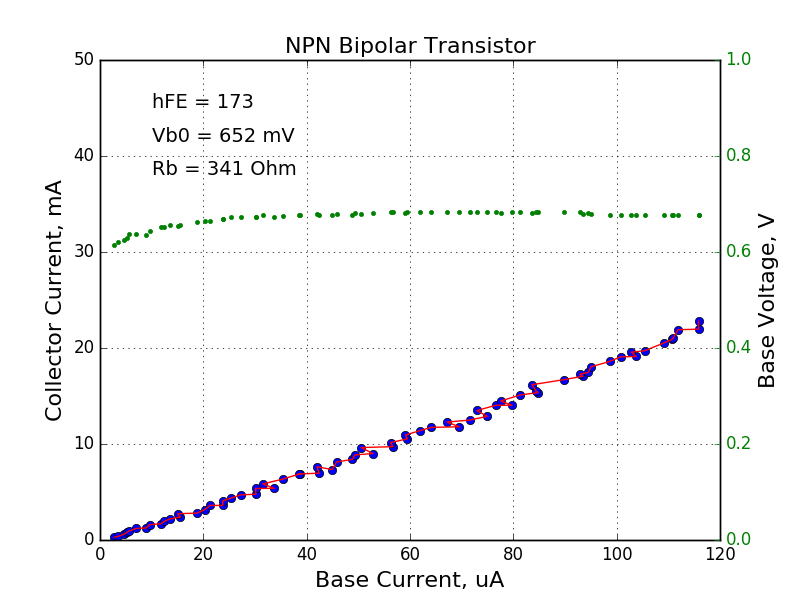 NPN Bipolar Transistor
hFE = 173
Vb0 = 652 mV
Rb = 341 Ohm
Collector Current, mA
50
40
30
20
10
0
Base Voltage, V
1.0
0.8
0.6
0.4
0.2
0.0
0 20 40 60 80 100 120
Base Current, uA